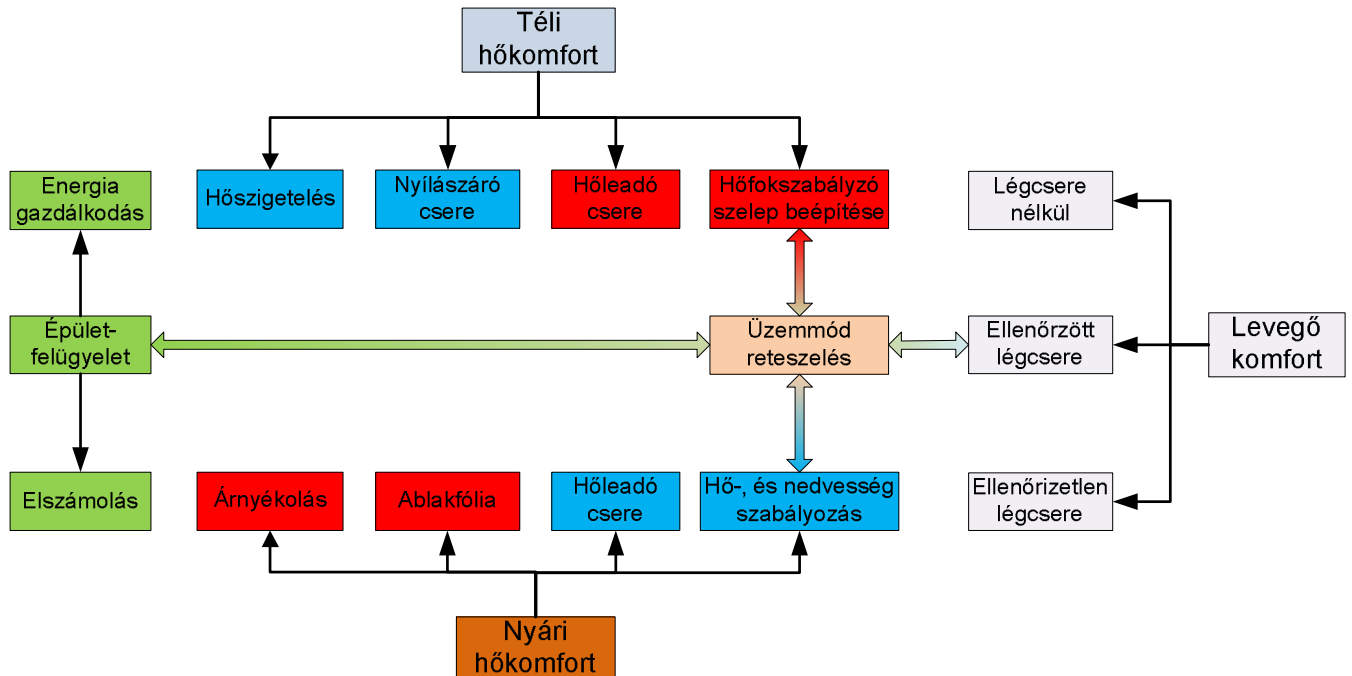 Téli
hőkomfort
Energia
gazdálkodás
Hőszigetelés
Nyílászáró
csere
Hőleadó
csere
Hőfokszabályzó
szelep beépítése
Légcsere
nélkül
Épület-
felügyelet
Üzemmód
reteszelés
Ellenőrzött
légcsere
Levegő
komfort
Elszámolás
Árnyékolás
Ablakfólia
Hőleadó
csere
Hő-, és nedvesség
szabályozás
Ellenőrizetlen
légcsere
Nyári
hőkomfort